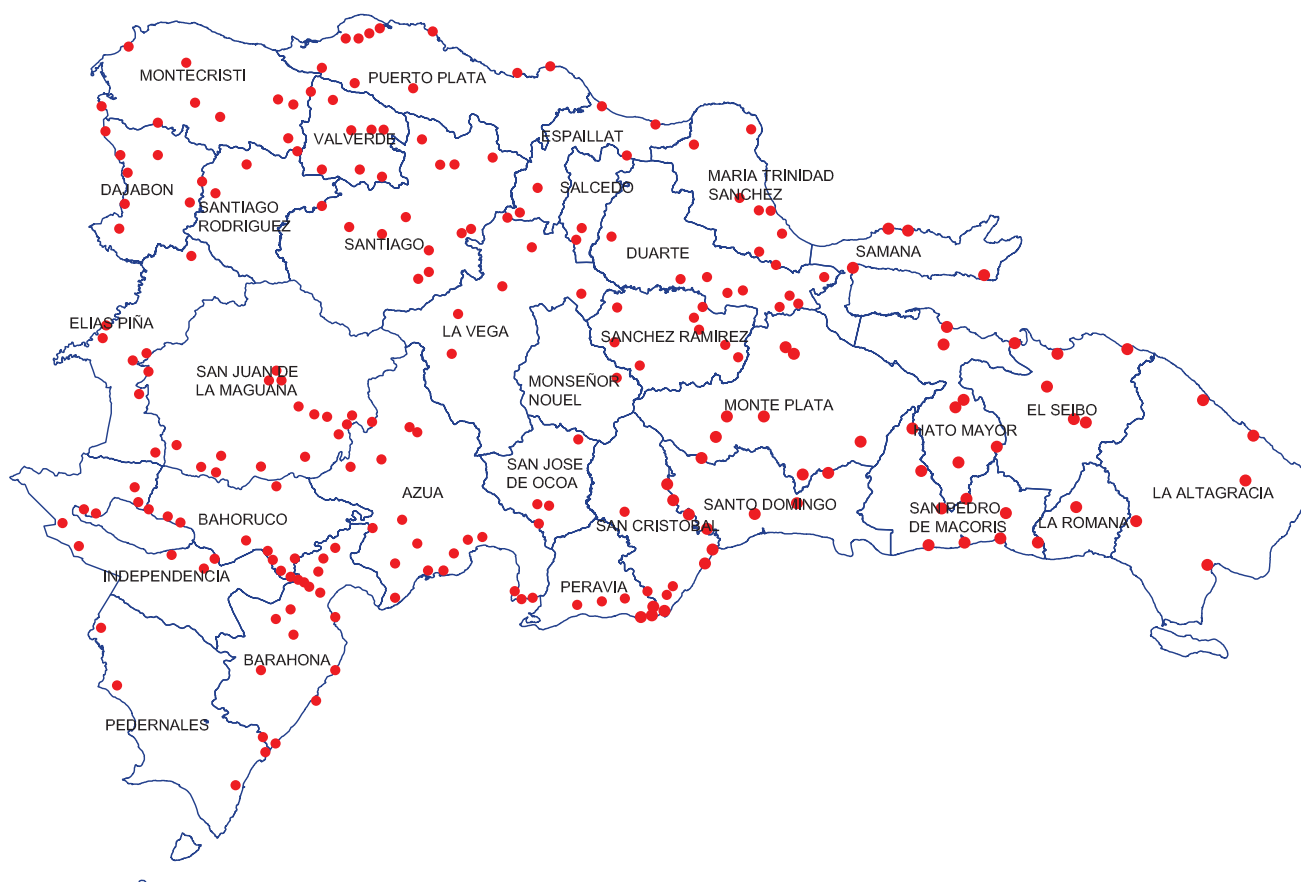 MONTECRISTI
PUERTO PLATA
VALVERDE
ESPAILLAT
MARIA TRINIDAD
SANCHEZ
DAJABON
SANTIAGO
RODRIGUEZ
SALCEDO
SANTIAGO
DUARTE
SAMANA
ELIAS PIÑA
LA VEGA
SANCHEZ RAMIREZ
SAN JUAN DE
LA MAGUANA
MONSEÑOR
NOUEL
MONTE PLATA
EL SEIBO
HATO MAYOR
SAN JOSE
DE OCOA
AZUA
LA ALTAGRACIA
BAHORUCO
SAN CRISTOBAL
SANTO DOMINGO
SAN PEDRO
DE MACORIS
LA ROMANA
INDEPENDENCIA
PERAVIA
BARAHONA
PEDERNALES